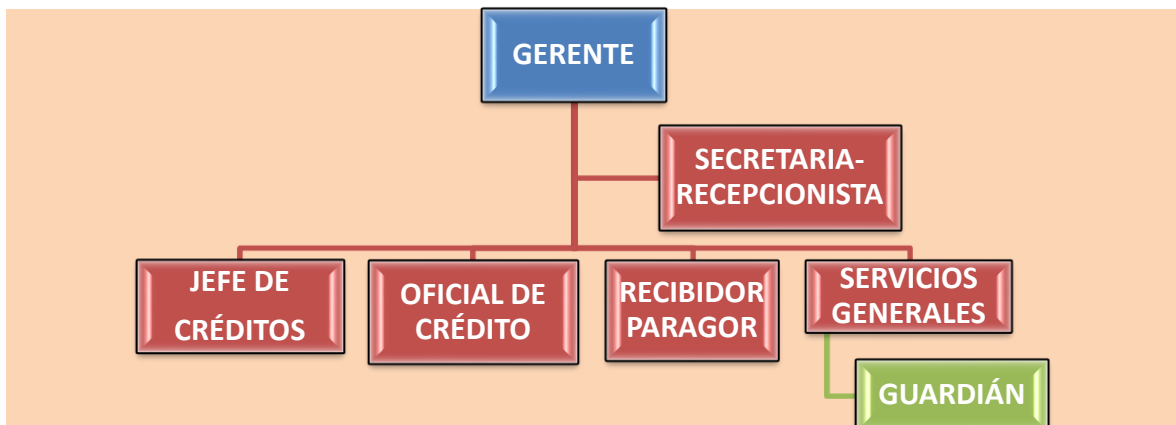 GERENTE
SECRETARIA-
RECEPCIONISTA
JEFE DE
CRÉDITOS
OFICIAL DE
CRÉDITO
RECIBIDOR
PARAGOR
SERVICIOS
GENERALES
GUARDIÁN